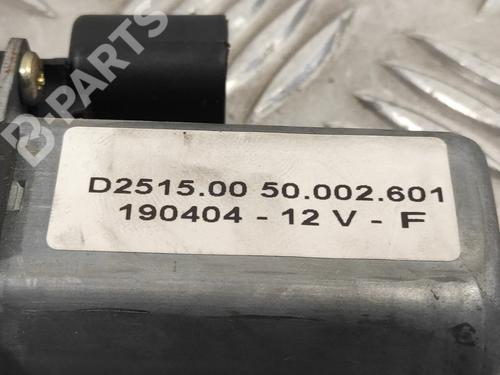 B-PARTS
D2515.00 50.002.601
190404 - 12 V - F